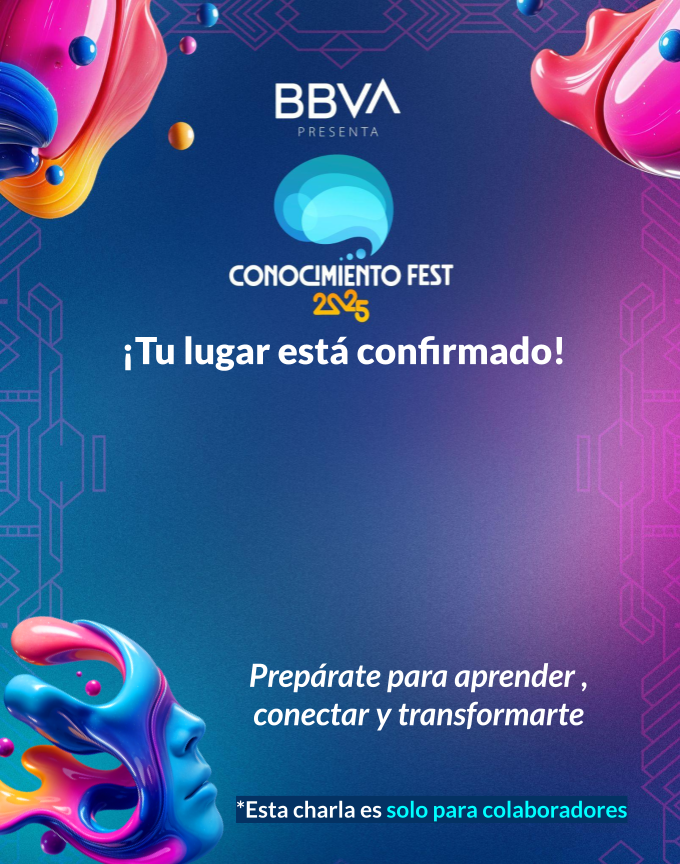 BBVA
PRESENTA
CONOCIMIENTO FEST
2025
¡Tu lugar está confirmado!
Prepárate para aprender ,
conectar y transformarte
*Esta charla es solo para colaboradores